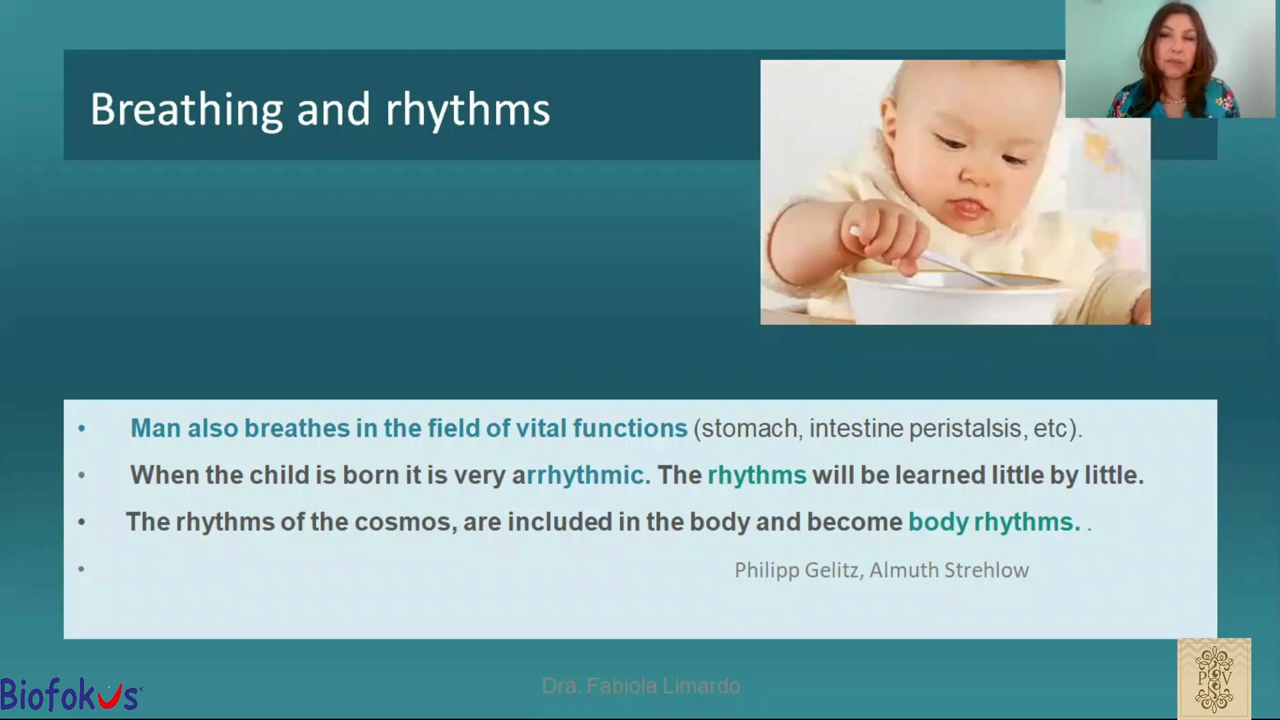 Breathing and rhythms
• Man also breathes in the field of vital functions (stomach, intestine peristalsis, etc).
• When the child is born it is very arrhythmic. The rhythms will be learned little by little.
• The rhythms of the cosmos, are included in the body and become body rhythms. .
• Philipp Gelitz, Almuth Strehlow
Dra. Fabiola Limardo
Biofokus
P V